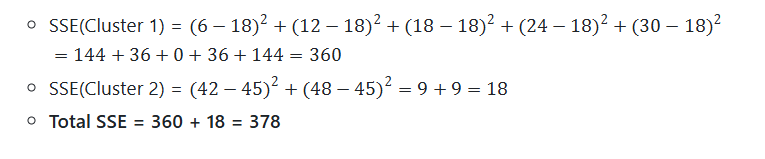 ○ SSE(Cluster 1) = (6 – 18)² + (12 – 18)² + (18 – 18)² + (24 – 18)² + (30 – 18)²
= 144 + 36 + 0 + 36 + 144 = 360
○ SSE(Cluster 2) = (42 – 45)² + (48 – 45)² = 9 + 9 = 18
○ Total SSE = 360 + 18 = 378